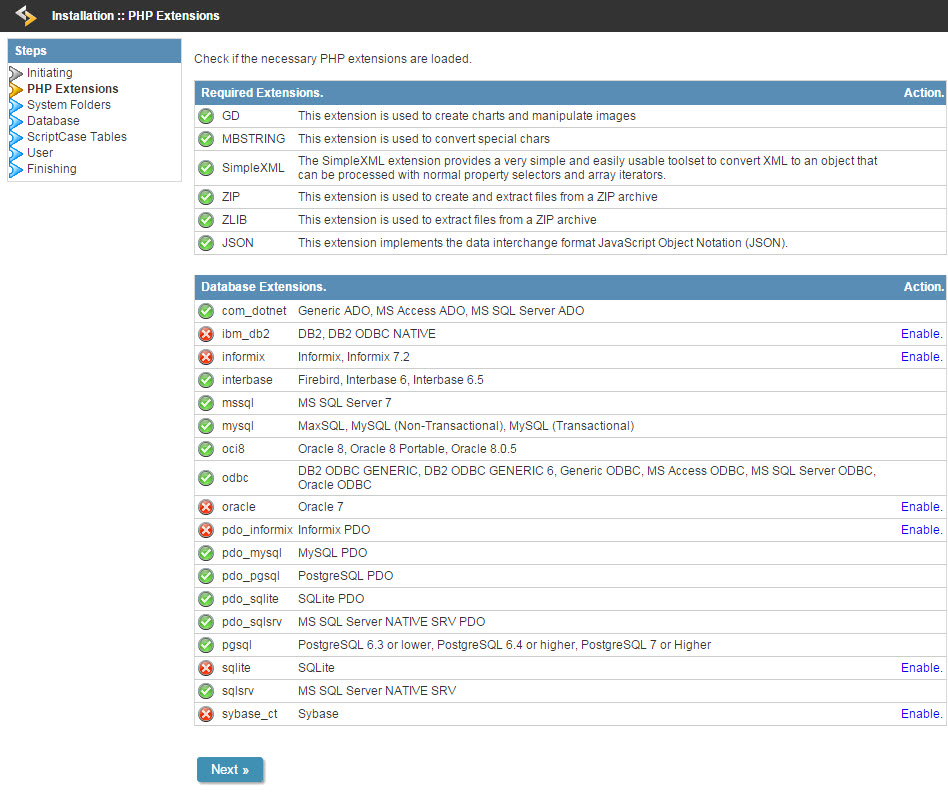 Installation :: PHP Extensions
Steps
Initiating
PHP Extensions
System Folders
Database
ScriptCase Tables
User
Finishing
Check if the necessary PHP extensions are loaded.
Required Extensions. Action.
GD This extension is used to create charts and manipulate images
MBSTRING This extension is used to convert special chars
SimpleXML The SimpleXML extension provides a very simple and easily usable toolset to convert XML to an object that
can be processed with normal property selectors and array iterators.
ZIP This extension is used to create and extract files from a ZIP archive
ZLIB This extension is used to extract files from a ZIP archive
JSON This extension implements the data interchange format JavaScript Object Notation (JSON).
Database Extensions. Action.
com_dotnet Generic ADO, MS Access ADO, MS SQL Server ADO
ibm_db2 DB2, DB2 ODBC NATIVE Enable.
informix Informix, Informix 7.2 Enable.
interbase Firebird, Interbase 6, Interbase 6.5
mssql MS SQL Server 7
mysql MaxSQL, MySQL (Non-Transactional), MySQL (Transactional)
oci8 Oracle 8, Oracle 8 Portable, Oracle 8.0.5
odbc DB2 ODBC GENERIC, DB2 ODBC GENERIC 6, Generic ODBC, MS Access ODBC, MS SQL Server ODBC,
Oracle ODBC
oracle Oracle 7 Enable.
pdo_informix Informix PDO Enable.
pdo_mysql MySQL PDO
pdo_pgsql PostgreSQL PDO
pdo_sqlite SQLite PDO
pdo_sqlsrv MS SQL Server NATIVE SRV PDO
pgsql PostgreSQL 6.3 or lower, PostgreSQL 6.4 or higher, PostgreSQL 7 or Higher
sqlite SQLite Enable.
sqlsrv MS SQL Server NATIVE SRV
sybase_ct Sybase Enable.
Next »